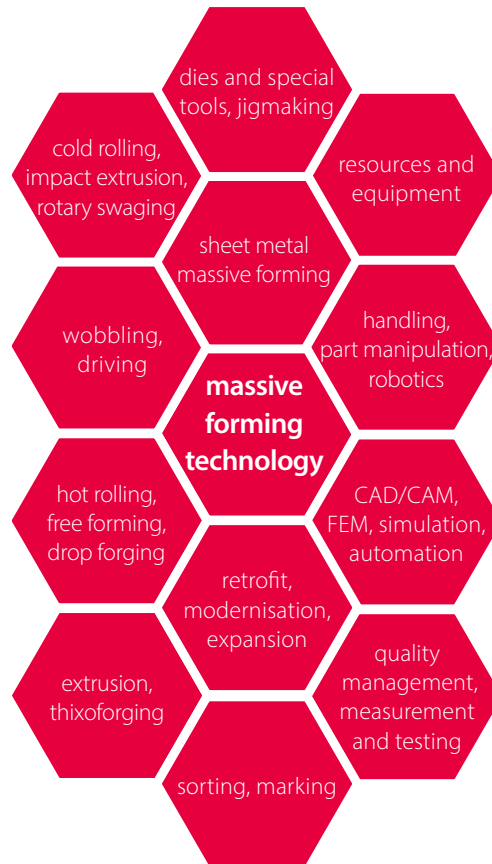 dies and special
tools, jigmaking
cold rolling,
impact extrusion,
rotary swaging
resources and
equipment
sheet metal
massive forming
wobbling,
driving
handling,
part manipulation,
robotics
massive
forming
technology
hot rolling,
free forming,
drop forging
CAD/CAM,
FEM, simulation,
automation
retrofit,
modernisation,
expansion
extrusion,
thixoforging
quality
management,
measurement
and testing
sorting, marking